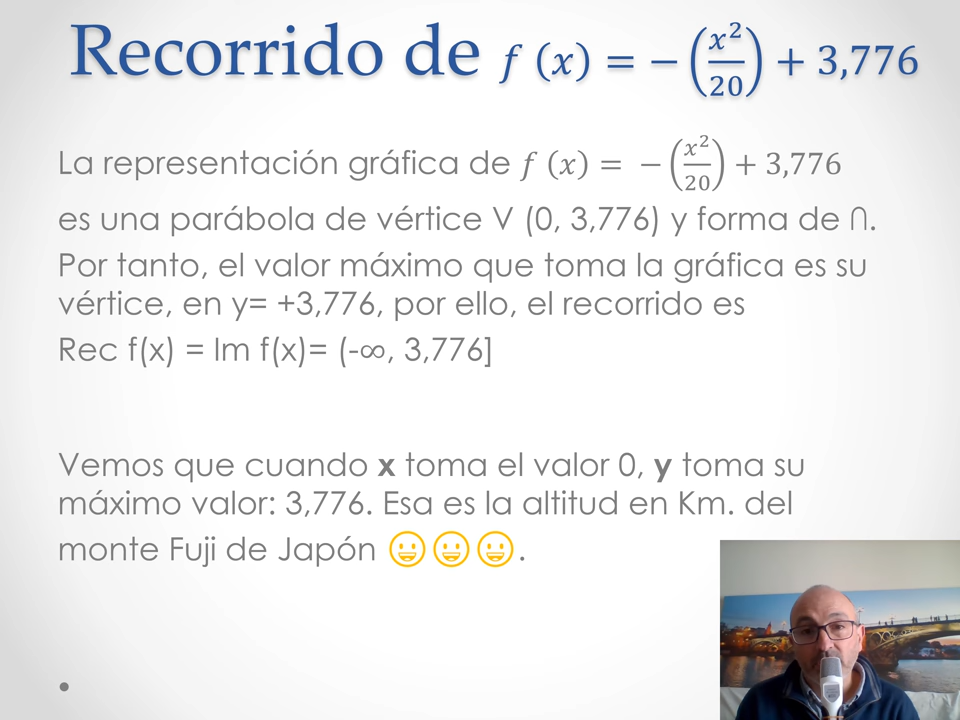 Recorrido de f(x) = −(x²/20) + 3,776
La representación gráfica de f(x) = −(x²/20) + 3,776
es una parábola de vértice V (0, 3,776) y forma de ∩.
Por tanto, el valor máximo que toma la gráfica es su
vértice, en y= +3,776, por ello, el recorrido es
Rec f(x) = Im f(x)= (-∞, 3,776]
Vemos que cuando x toma el valor 0, y toma su
máximo valor: 3,776. Esa es la altitud en Km. del
monte Fuji de Japón 😀😀😀.